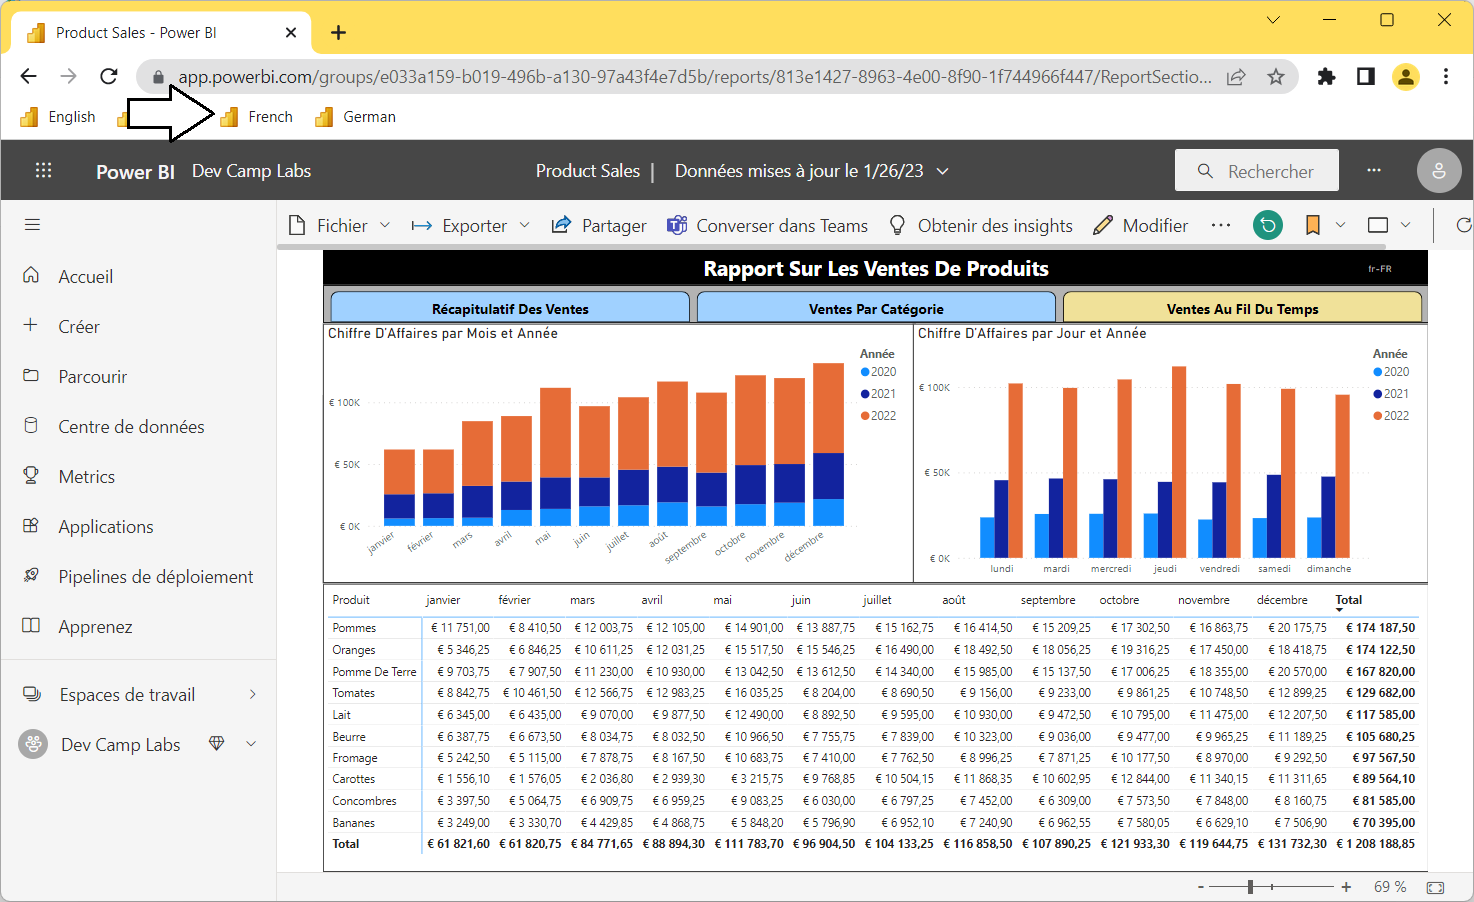 Product Sales - Power BI
app.powerbi.com/groups/e033a159-b019-496b-a130-97a43f4e7d5b/reports/813e1427-8963-4e00-8f90-1f744966f447/ReportSectio...
English French German
Power BI Dev Camp Labs Product Sales | Données mises à jour le 1/26/23 Rechercher ...
Fichier Exporter Partager Converser dans Teams Obtenir des insights Modifier ...
Accueil
Créer
Parcourir
Centre de données
Metrics
Applications
Pipelines de déploiement
Apprenez
Espaces de travail
Dev Camp Labs
Rapport Sur Les Ventes De Produits fr-FR
Récapitulatif Des Ventes Ventes Par Catégorie Ventes Au Fil Du Temps
Chiffre D'Affaires par Mois et Année
Année
2020
2021
2022
€ 100K
€ 50K
€ 0K
janvier février mars avril mai juin juillet août septembre octobre novembre décembre
Chiffre D'Affaires par Jour et Année
Année
2020
2021
2022
€ 100K
€ 50K
€ 0K
lundi mardi mercredi jeudi vendredi samedi dimanche
Produit janvier février mars avril mai juin juillet août septembre octobre novembre décembre Total
Pommes € 11 751,00 € 8 410,50 € 12 003,75 € 12 105,00 € 14 901,00 € 13 887,75 € 15 162,75 € 16 414,50 € 15 209,25 € 17 302,50 € 16 863,75 € 20 175,75 € 174 187,50
Oranges € 5 346,25 € 6 846,25 € 10 611,25 € 12 031,25 € 15 517,50 € 15 546,25 € 16 490,00 € 18 492,50 € 18 056,25 € 19 316,25 € 17 450,00 € 18 418,75 € 174 122,50
Pomme De Terre € 9 703,75 € 7 907,50 € 11 230,00 € 10 930,00 € 13 042,50 € 13 612,50 € 14 340,00 € 15 985,00 € 15 137,50 € 17 006,25 € 18 355,00 € 20 570,00 € 167 820,00
Tomates € 8 842,75 € 10 461,50 € 12 566,75 € 12 983,25 € 16 035,25 € 8 204,00 € 8 690,50 € 9 156,00 € 9 233,00 € 9 861,25 € 10 748,50 € 12 899,25 € 129 682,00
Lait € 6 345,00 € 6 435,00 € 9 070,00 € 9 877,50 € 12 490,00 € 8 892,50 € 9 595,00 € 10 930,00 € 9 472,50 € 10 795,00 € 11 475,00 € 12 207,50 € 117 585,00
Beurre € 6 387,75 € 6 673,50 € 8 034,75 € 8 032,50 € 10 966,50 € 7 755,75 € 7 839,00 € 10 323,00 € 9 036,00 € 9 477,00 € 9 965,25 € 11 189,25 € 105 680,25
Fromage € 5 242,50 € 5 115,00 € 7 878,75 € 8 167,50 € 10 683,75 € 7 410,00 € 7 762,50 € 8 996,25 € 7 871,25 € 10 177,50 € 8 970,00 € 9 292,50 € 97 567,50
Carottes € 1 556,10 € 1 576,05 € 2 036,80 € 2 939,30 € 3 215,75 € 9 768,85 € 10 504,15 € 11 868,35 € 10 602,95 € 12 844,00 € 11 340,15 € 11 311,65 € 89 564,10
Concombres € 3 397,50 € 5 064,75 € 6 909,75 € 6 959,25 € 9 083,25 € 6 030,00 € 6 797,25 € 7 452,00 € 6 309,00 € 7 573,50 € 7 848,00 € 8 160,75 € 81 585,00
Bananes € 3 249,00 € 3 330,70 € 4 429,85 € 4 868,75 € 5 848,20 € 5 796,90 € 6 952,10 € 7 240,90 € 6 962,55 € 7 580,05 € 6 629,10 € 7 506,90 € 70 395,00
Total € 61 821,60 € 61 820,75 € 84 771,65 € 88 894,30 € 111 783,70 € 96 904,50 € 104 133,25 € 116 858,50 € 107 890,25 € 121 933,30 € 119 644,75 € 131 732,30 € 1 208 188,85
- + 69 %